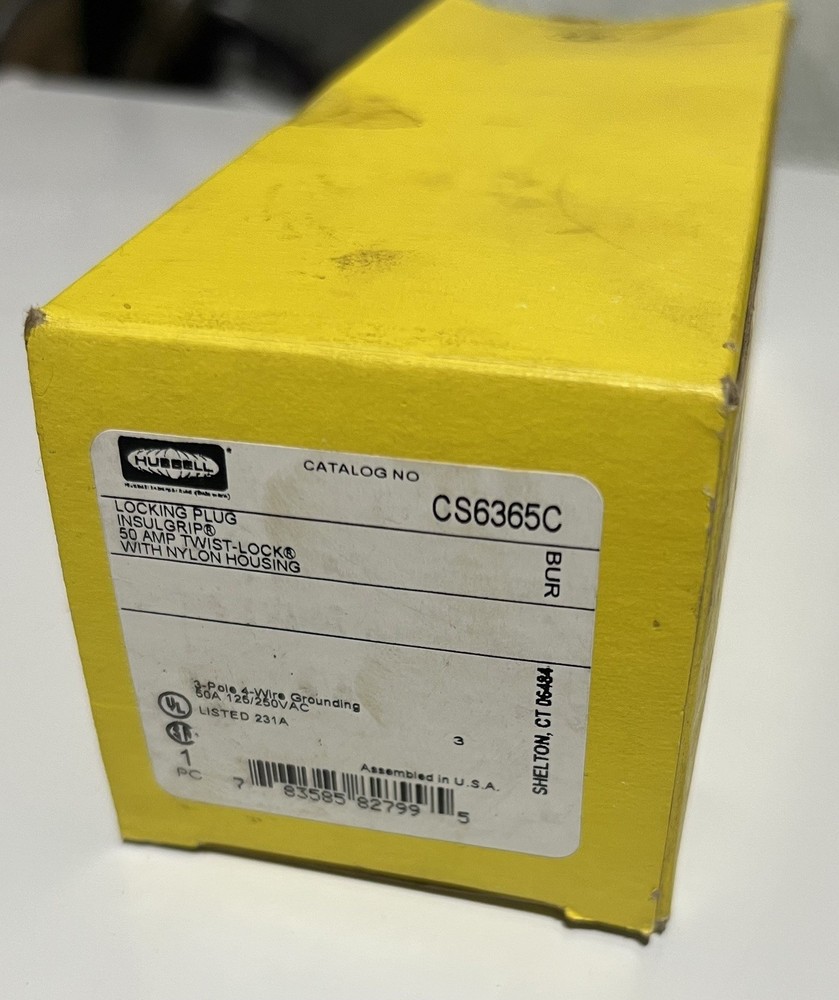 HUBBELL
CATALOG NO
CS6365C
LOCKING PLUG
INSULGRIP®
50 AMP TWIST-LOCK®
WITH NYLON HOUSING
BUR
3-Pole 4-Wire Grounding
50A 125/250VAC
UL
LISTED 231A
3
1
PC
Assembled in U.S.A.
7 83585 82799 5
SHELTON, CT 06484